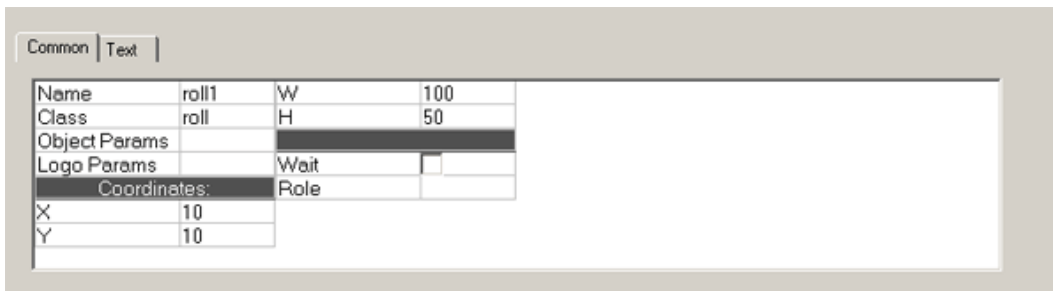 Common Text
Name roll1 W 100
Class roll H 50
Object Params
Logo Params Wait
Coordinates: Role
X 10
Y 10